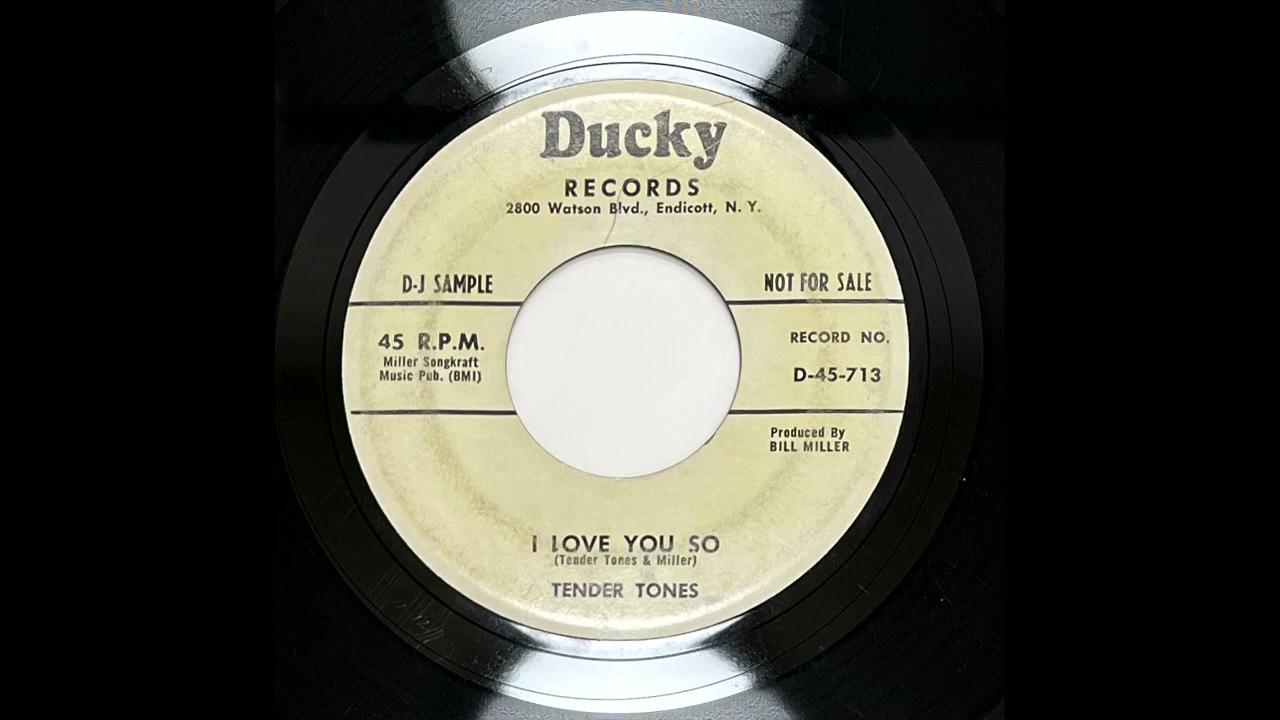 Ducky
RECORDS
2800 Watson Blvd., Endicott, N. Y.
D-J SAMPLE
NOT FOR SALE
45 R.P.M.
Miller Songkraft
Music Pub. (BMI)
RECORD NO.
D-45-713
Produced By
BILL MILLER
I LOVE YOU SO
(Tender Tones & Miller)
TENDER TONES